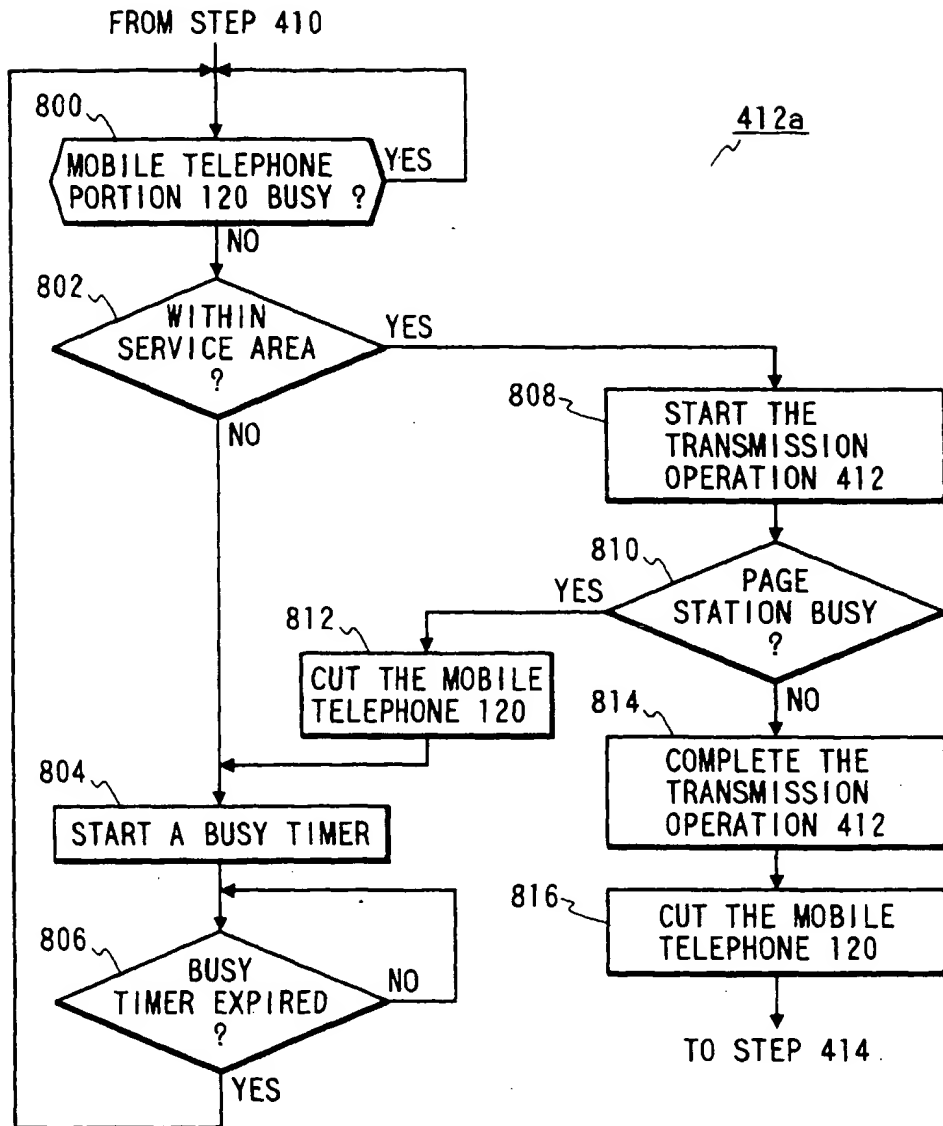 FROM STEP 410
800
MOBILE TELEPHONE
PORTION 120 BUSY ?
YES
NO
412a
802
WITHIN
SERVICE AREA
?
YES
NO
808
START THE
TRANSMISSION
OPERATION 412
810
PAGE
STATION BUSY
?
YES
NO
812
CUT THE MOBILE
TELEPHONE 120
814
COMPLETE THE
TRANSMISSION
OPERATION 412
804
START A BUSY TIMER
816
CUT THE MOBILE
TELEPHONE 120
806
BUSY
TIMER EXPIRED
?
NO
YES
TO STEP 414